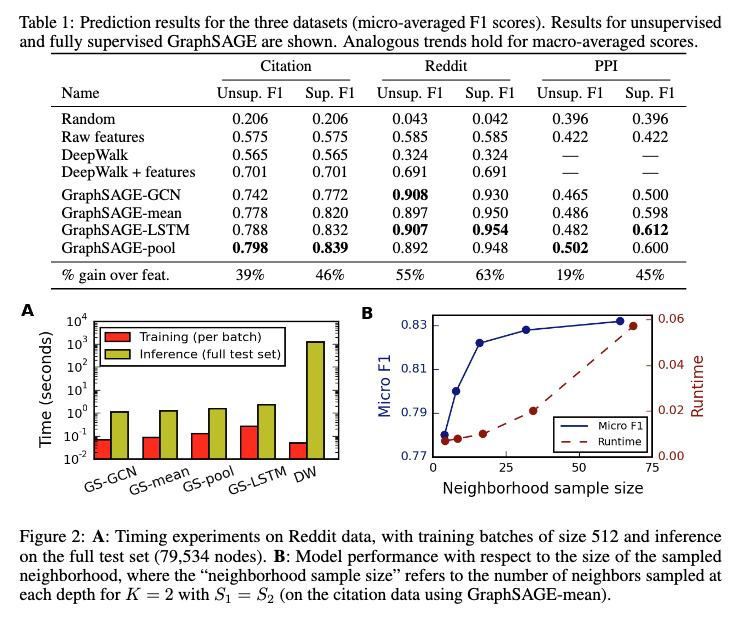 Table 1: Prediction results for the three datasets (micro-averaged F1 scores). Results for unsupervised
and fully supervised GraphSAGE are shown. Analogous trends hold for macro-averaged scores.
Citation Reddit PPI
Name Unsup. F1 Sup. F1 Unsup. F1 Sup. F1 Unsup. F1 Sup. F1
Random 0.206 0.206 0.043 0.042 0.396 0.396
Raw features 0.575 0.575 0.585 0.585 0.422 0.422
DeepWalk 0.565 0.565 0.324 0.324 — —
DeepWalk + features 0.701 0.701 0.691 0.691 — —
GraphSAGE-GCN 0.742 0.772 0.908 0.930 0.465 0.500
GraphSAGE-mean 0.778 0.820 0.897 0.950 0.486 0.598
GraphSAGE-LSTM 0.788 0.832 0.907 0.954 0.482 0.612
GraphSAGE-pool 0.798 0.839 0.892 0.948 0.502 0.600
% gain over feat. 39% 46% 55% 63% 19% 45%
A
Time (seconds)
10^4
10^3
10^2
10^1
10^0
10^-1
10^-2
Training (per batch)
Inference (full test set)
GS-GCN GS-mean GS-pool GS-LSTM DW
B
Micro F1
0.83
0.81
0.79
0.77
0.06
0.04
0.02
0.00
Runtime
Micro F1
Runtime
0 25 50 75
Neighborhood sample size
Figure 2: A: Timing experiments on Reddit data, with training batches of size 512 and inference
on the full test set (79,534 nodes). B: Model performance with respect to the size of the sampled
neighborhood, where the “neighborhood sample size” refers to the number of neighbors sampled at
each depth for K = 2 with S₁ = S₂ (on the citation data using GraphSAGE-mean).